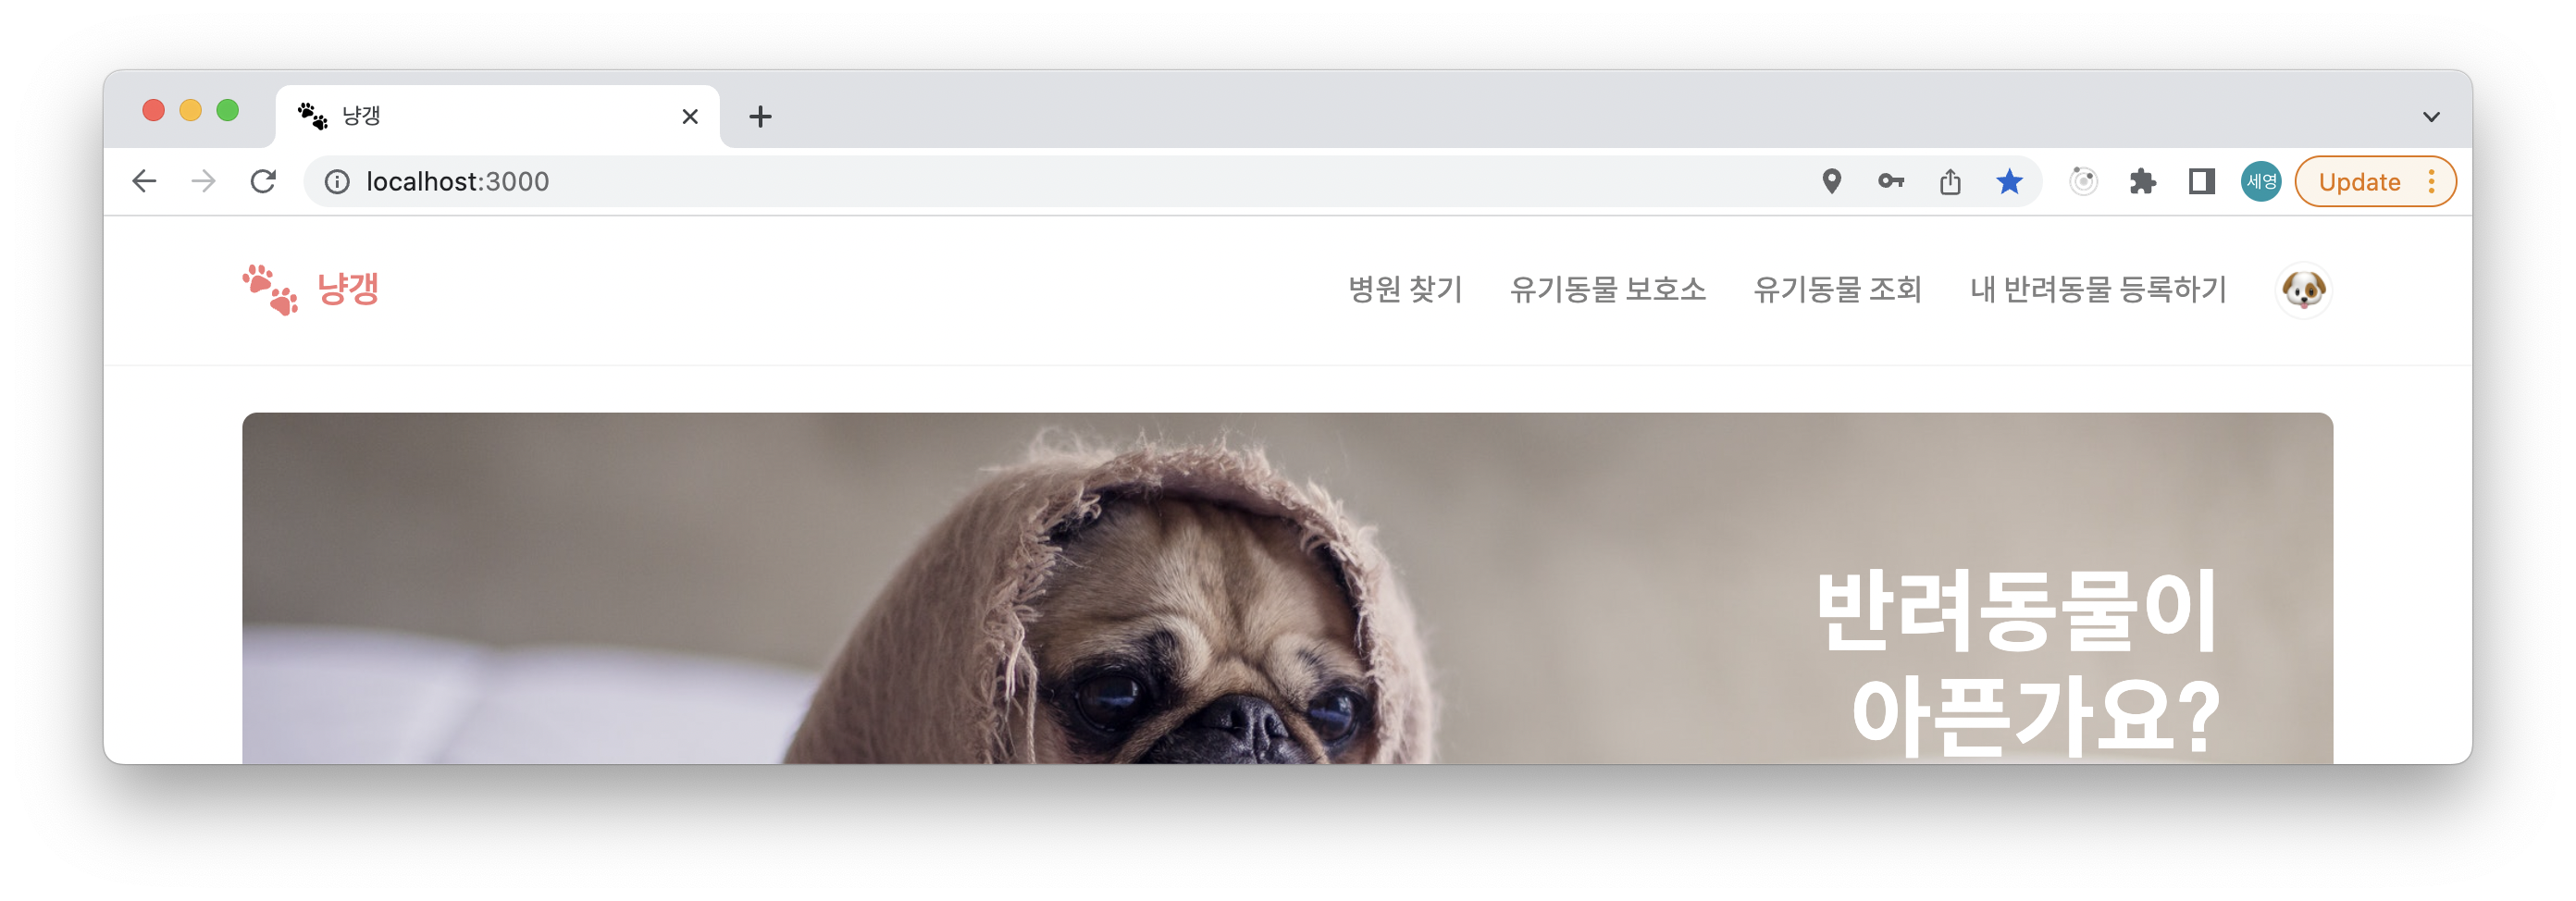 냥갱
localhost:3000
세영
Update
냥갱
병원 찾기 유기동물 보호소 유기동물 조회 내 반려동물 등록하기
반려동물이
아픈가요?